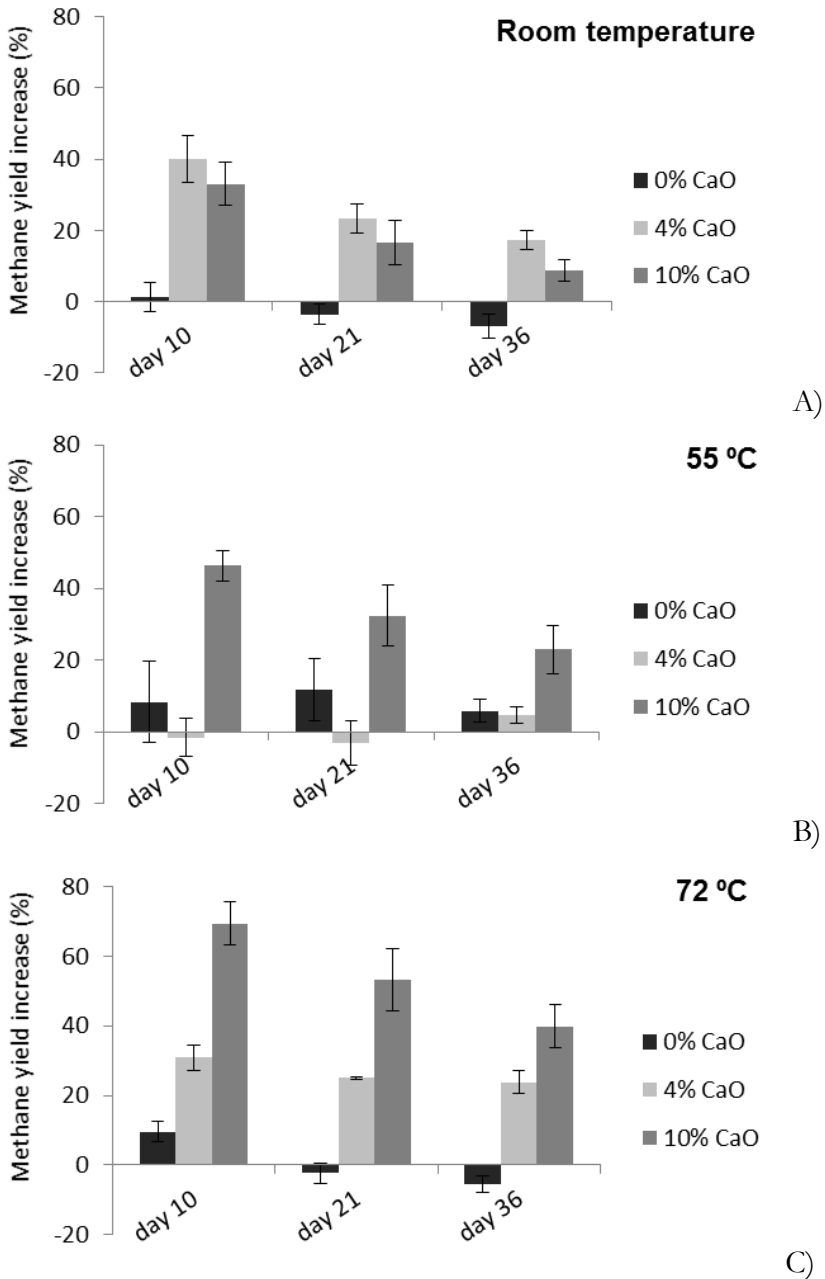 Room temperature
Methane yield increase (%)
80
60
40
20
0
-20
day 10
day 21
day 36
0% CaO
4% CaO
10% CaO
A)
55 ºC
Methane yield increase (%)
80
60
40
20
0
-20
day 10
day 21
day 36
0% CaO
4% CaO
10% CaO
B)
72 ºC
Methane yield increase (%)
80
60
40
20
0
-20
day 10
day 21
day 36
0% CaO
4% CaO
10% CaO
C)